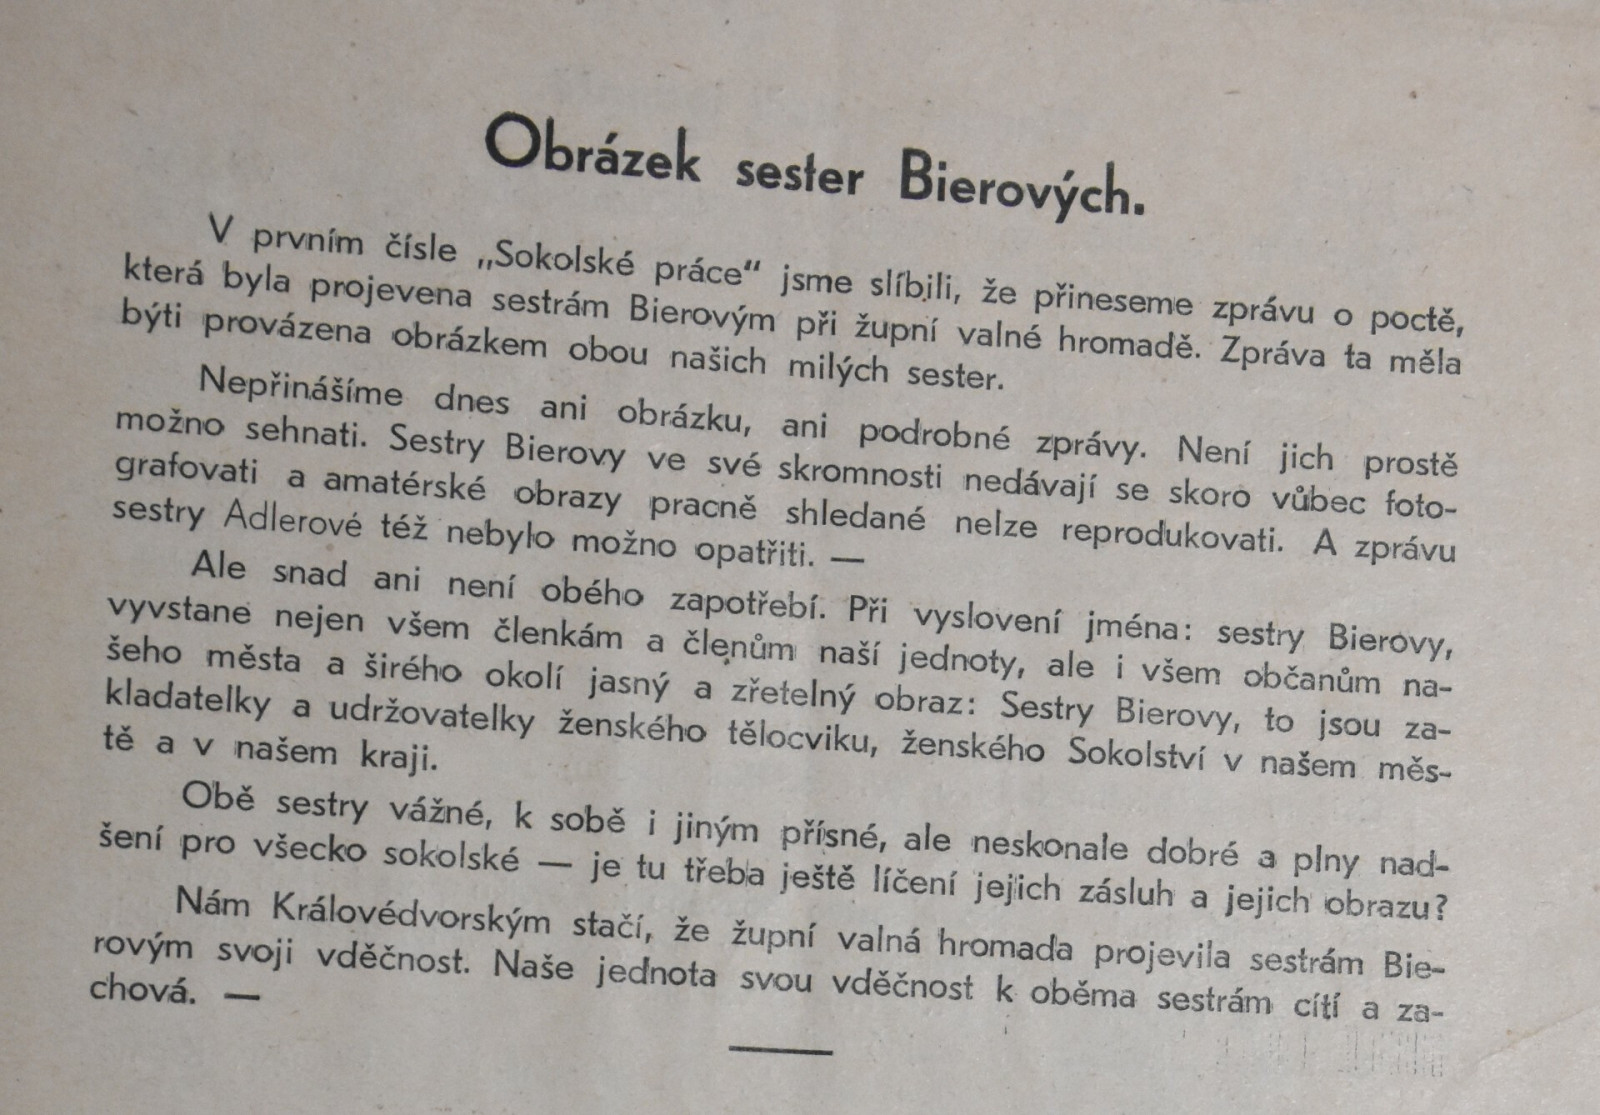 Obrázek sester Bierových.
V prvním čísle „Sokolské práce“ jsme slíbili, že přineseme zprávu o poctě,
která byla projevena sestrám Bierovým při župní valné hromadě. Zpráva ta měla
býti provázena obrázkem obou našich milých sester.
Nepřinášíme dnes ani obrázku, ani podrobné zprávy. Není jich prostě
možno sehnati. Sestry Bierovy ve své skromnosti nedávají se skoro vůbec foto-
grafovati a amatérské obrazy pracně shledané nelze reprodukovati. A zprávu
sestry Adlerové též nebylo možno opatřiti. —
Ale snad ani není obého zapotřebí. Při vyslovení jména: sestry Bierovy,
vyvstane nejen všem členkám a členům naší jednoty, ale i všem občanům na-
šeho města a širého okolí jasný a zřetelný obraz: Sestry Bierovy, to jsou za-
kladatelky a udržovatelky ženského tělocviku, ženského Sokolství v našem měs-
tě a v našem kraji.
Obě sestry vážné, k sobě i jiným přísné, ale neskonale dobré a plny nad-
šení pro všecko sokolské — je tu třeba ještě líčení jejich zásluh a jejich obrazu?
Nám Královédvorským stačí, že župní valná hromada projevila sestrám Bie-
rovým svoji vděčnost. Naše jednota svou vděčnost k oběma sestrám cítí a za-
chová. —